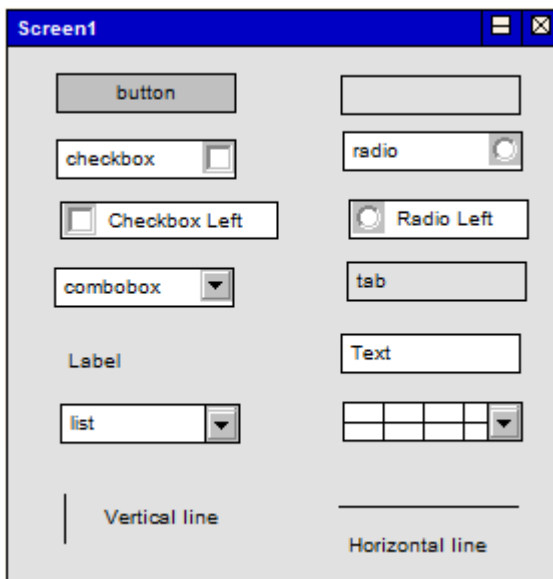 Screen1
button
checkbox
radio
Checkbox Left
Radio Left
combobox
tab
Label
Text
list
Vertical line
Horizontal line